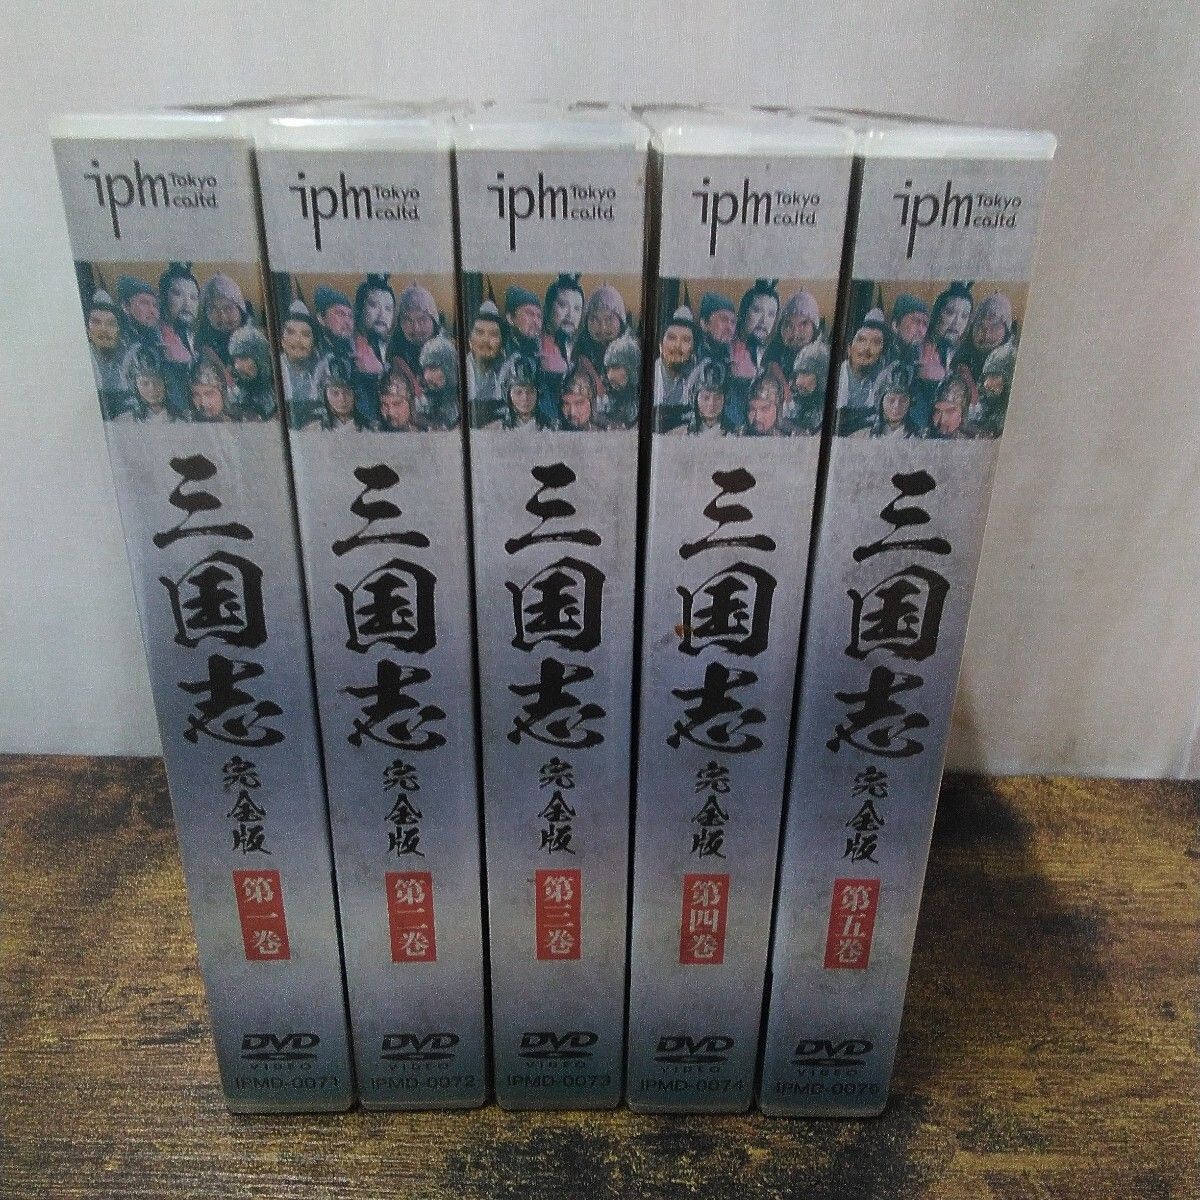 ipm Tokyo co.ltd.
三国志
完全版
第一巻
DVD
VIDEO
IPMD-0071
ipm Tokyo co.ltd.
三国志
完全版
第二巻
DVD
VIDEO
IPMD-0072
ipm Tokyo co.ltd.
三国志
完全版
第三巻
DVD
VIDEO
IPMD-0073
ipm Tokyo co.ltd.
三国志
完全版
第四巻
DVD
VIDEO
IPMD-0074
ipm Tokyo co.ltd.
三国志
完全版
第五巻
DVD
VIDEO
IPMD-0075